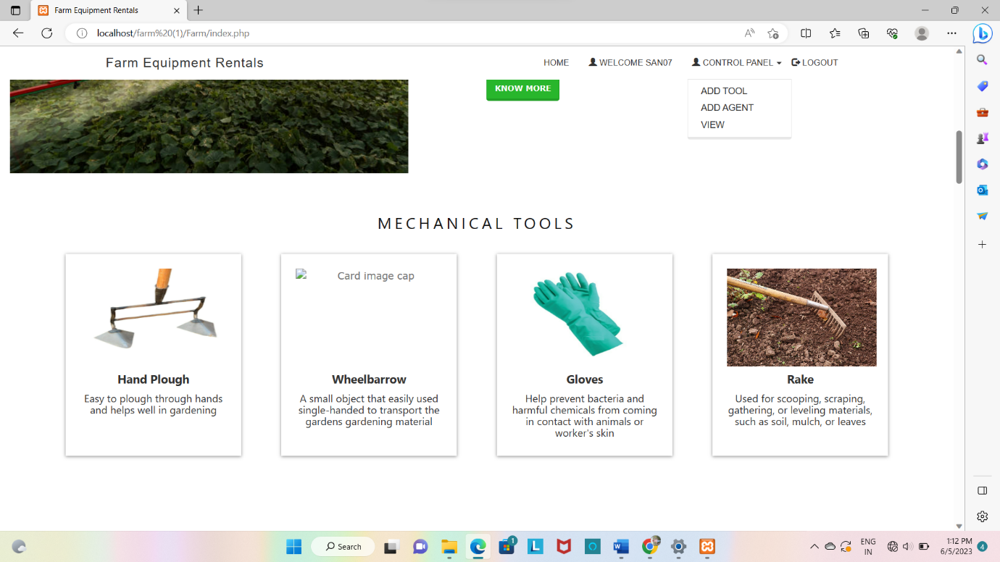 Farm Equipment Rentals
localhost/farm%20(1)/Farm/index.php
Farm Equipment Rentals
HOME
WELCOME SAN07
CONTROL PANEL
LOGOUT
KNOW MORE
ADD TOOL
ADD AGENT
VIEW
MECHANICAL TOOLS
Hand Plough
Easy to plough through hands
and helps well in gardening
Card image cap
Wheelbarrow
A small object that easily used
single-handed to transport the
gardens gardening material
Gloves
Help prevent bacteria and
harmful chemicals from coming
in contact with animals or
worker's skin
Rake
Used for scooping, scraping,
gathering, or leveling materials,
such as soil, mulch, or leaves
Search
1
ENG
IN
1:12 PM
6/5/2023
4